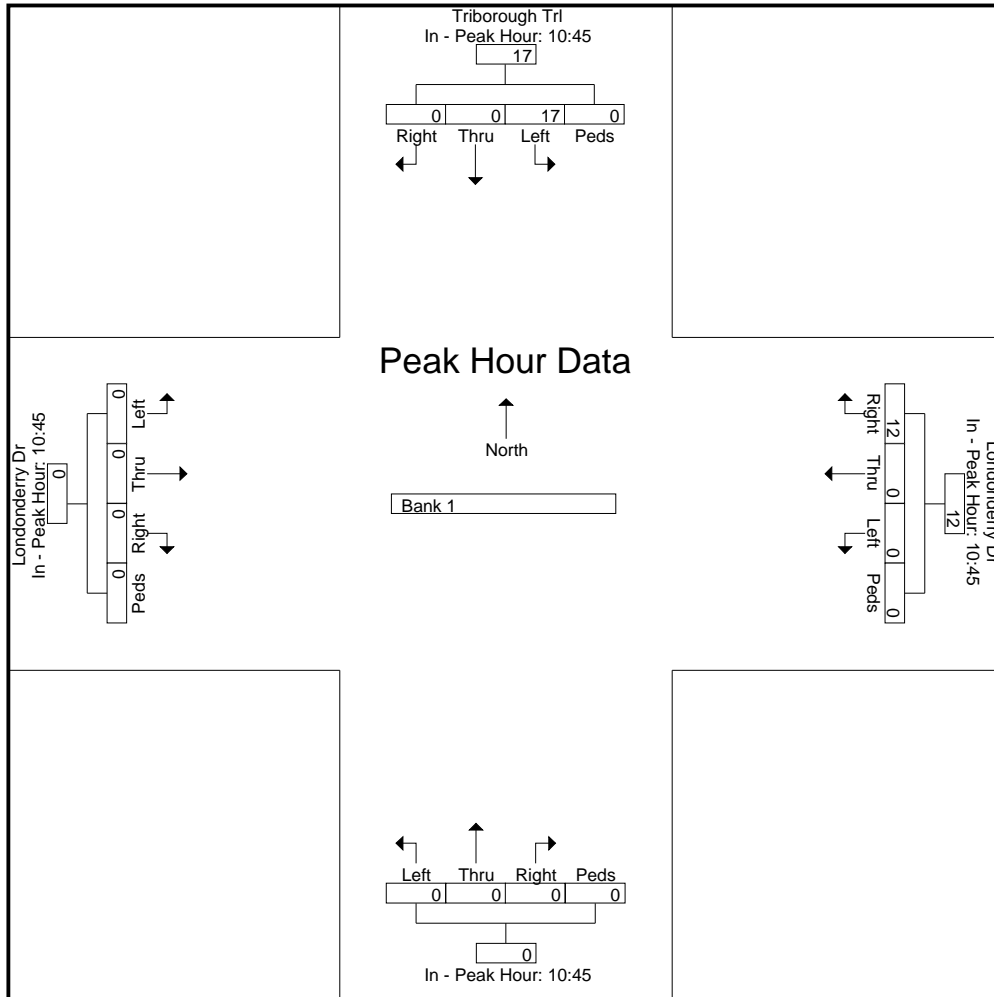 Triborough Trl
In - Peak Hour: 10:45
17
0 0 17 0
Right Thru Left Peds
Peak Hour Data
North
Bank 1
Londonderry Dr
In - Peak Hour: 10:45
0
0 0 0 0
Left Thru Right Peds
Londonderry Dr
In - Peak Hour: 10:45
12
12 0 0 0
Right Thru Left Peds
Left Thru Right Peds
0 0 0 0
0
In - Peak Hour: 10:45